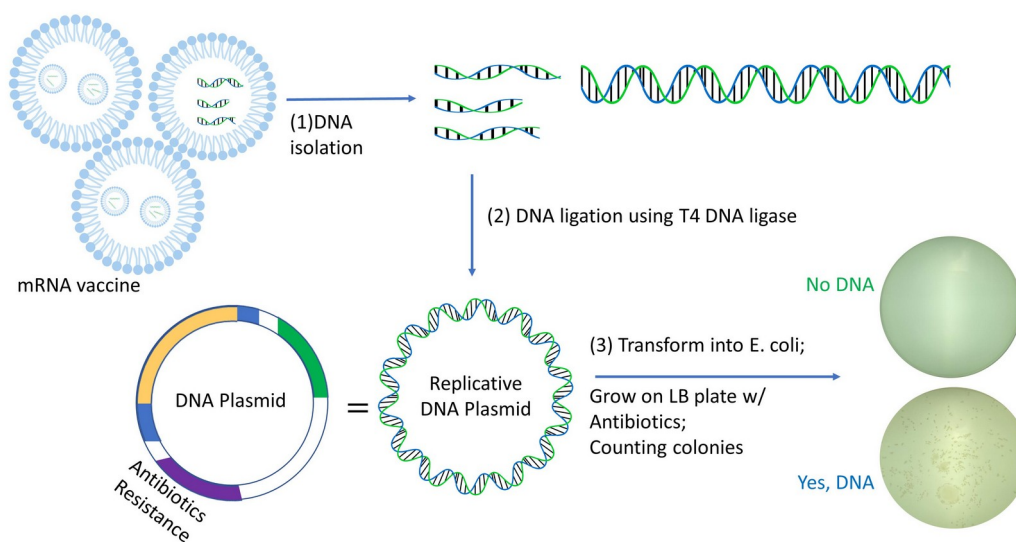 (1)DNA
isolation
(2) DNA ligation using T4 DNA ligase
mRNA vaccine
No DNA
DNA Plasmid
=
Replicative
DNA Plasmid
(3) Transform into E. coli;
Grow on LB plate w/
Antibiotics;
Counting colonies
Antibiotics
Resistance
Yes, DNA